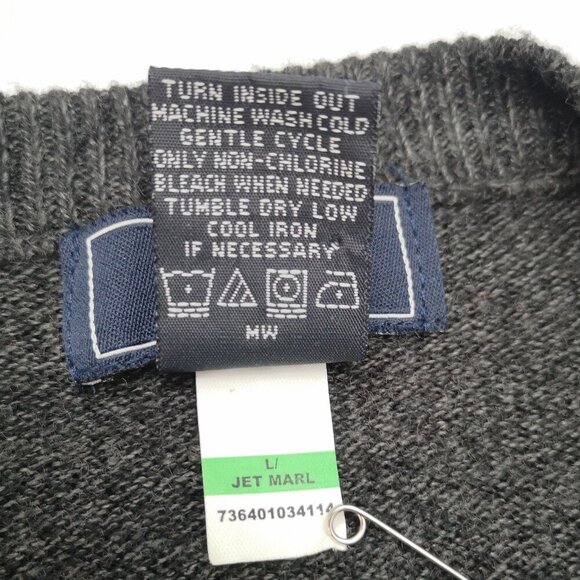 TURN INSIDE OUT
MACHINE WASH COLD
GENTLE CYCLE
ONLY NON-CHLORINE
BLEACH WHEN NEEDED
TUMBLE DRY LOW
COOL IRON
IF NECESSARY
MW
L/
JET MARL
736401034114